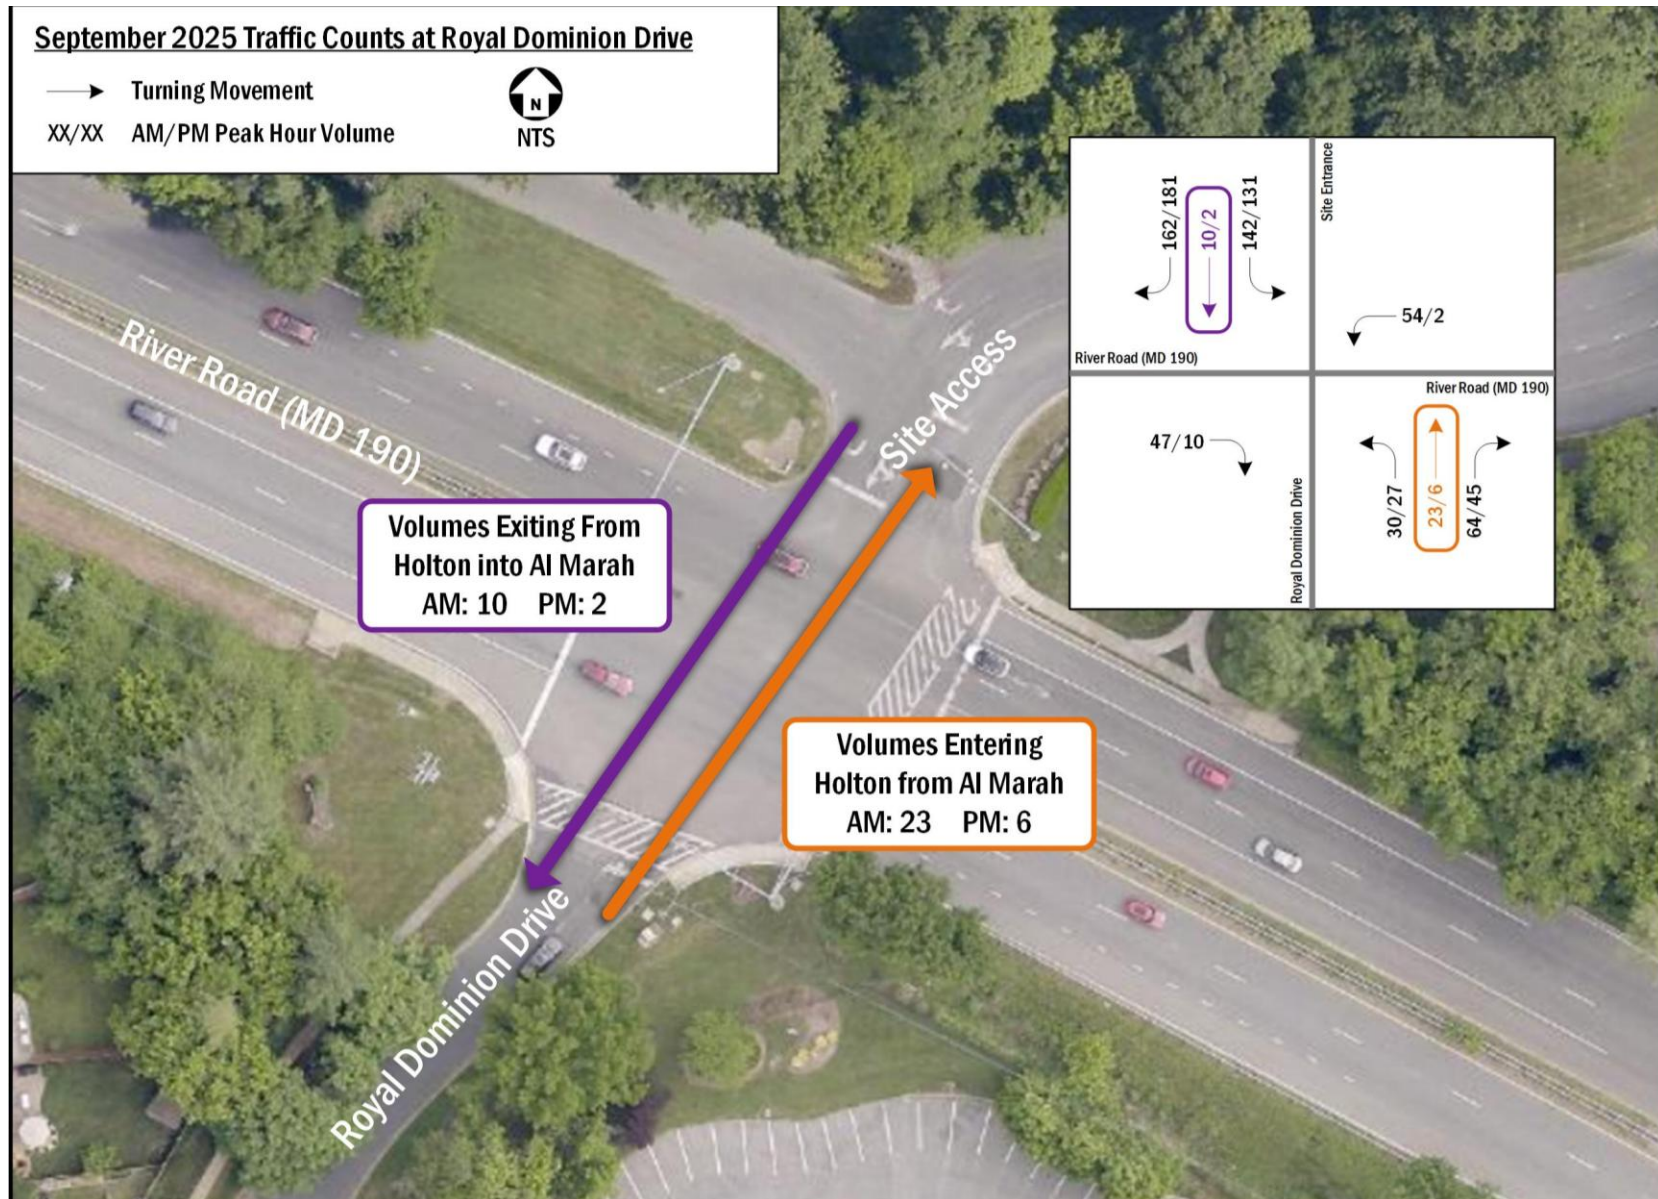 September 2025 Traffic Counts at Royal Dominion Drive
Turning Movement
XX/XX AM/PM Peak Hour Volume
N
NTS
162/181
10/2
142/131
Site Entrance
54/2
River Road (MD 190)
River Road (MD 190)
47/10
Royal Dominion Drive
30/27
23/6
64/45
River Road (MD 190)
Site Access
Volumes Exiting From
Holton into Al Marah
AM: 10 PM: 2
Volumes Entering
Holton from Al Marah
AM: 23 PM: 6
Royal Dominion Drive